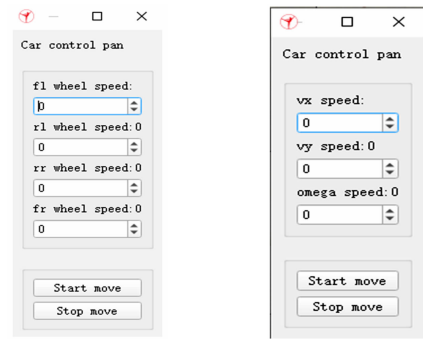 Car control pan
fl wheel speed:
0
rl wheel speed:0
0
rr wheel speed:0
0
fr wheel speed:0
0
Start move
Stop move
Car control pan
vx speed:
0
vy speed:0
0
omega speed:0
0
Start move
Stop move